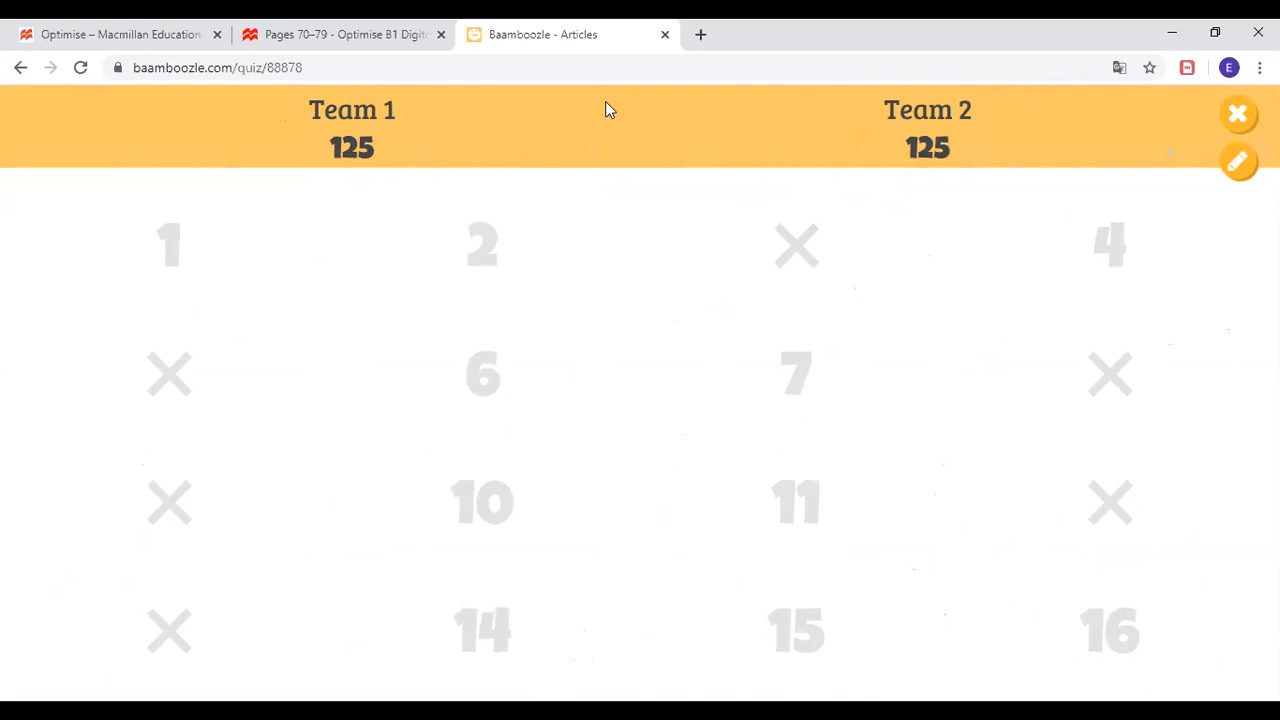 Optimise – Macmillan Education
Pages 70–79 - Optimise B1 Digit
Baamboozle - Articles
baamboozle.com/quiz/88878
E
Team 1
125
Team 2
125
1 2 4
6 7
10 11
14 15 16